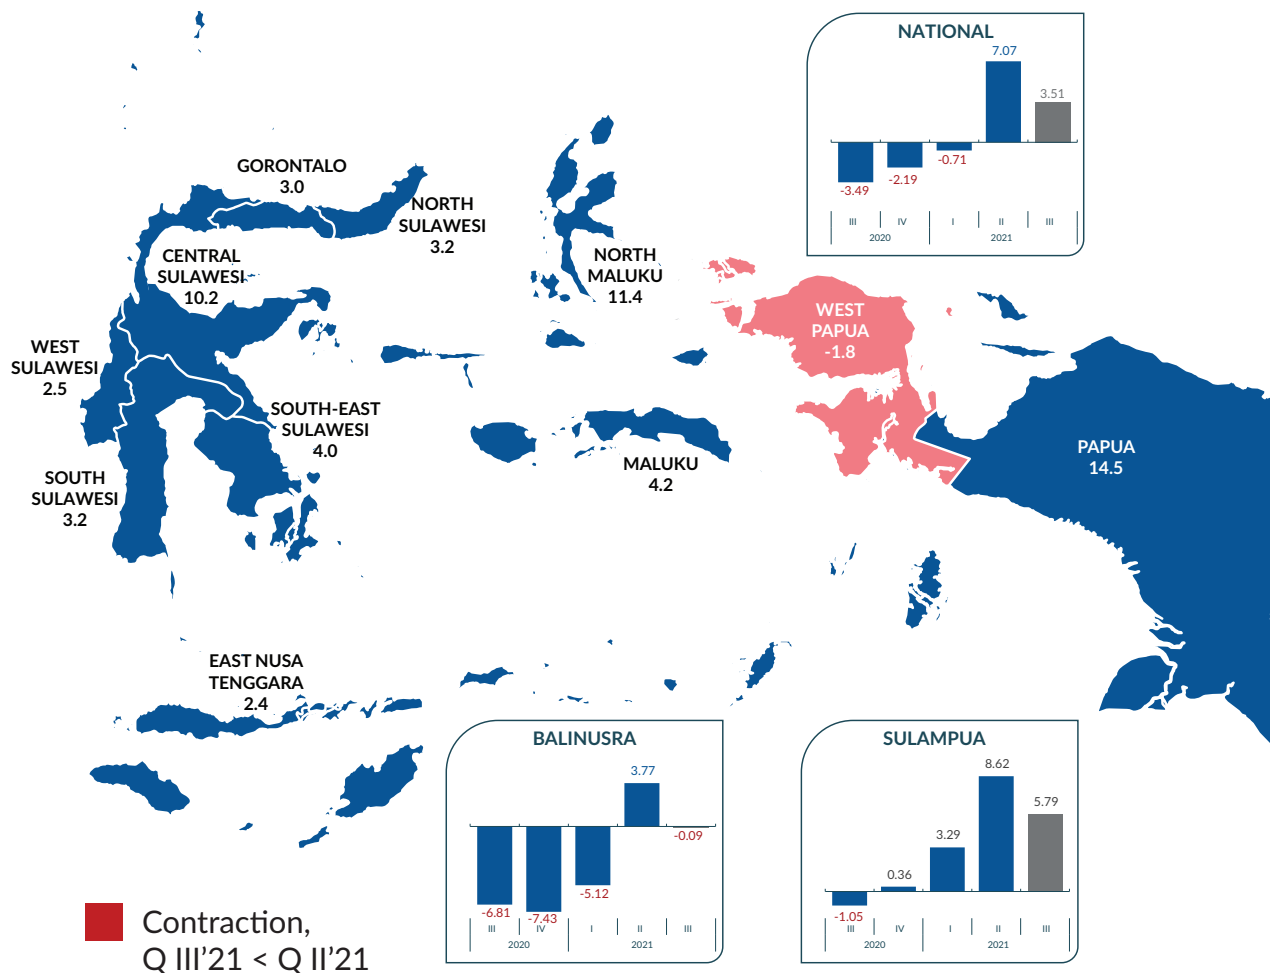 NATIONAL
7.07
3.51
-0.71
-2.19
-3.49
III IV I II III
2020 2021
GORONTALO
3.0
NORTH
SULAWESI
3.2
CENTRAL
SULAWESI
10.2
NORTH
MALUKU
11.4
WEST
PAPUA
-1.8
WEST
SULAWESI
2.5
SOUTH-EAST
SULAWESI
4.0
PAPUA
14.5
MALUKU
4.2
SOUTH
SULAWESI
3.2
EAST NUSA
TENGGARA
2.4
BALINUSRA
3.77
-0.09
-5.12
-6.81
-7.43
III IV I II III
2020 2021
SULAMPUA
8.62
5.79
3.29
0.36
-1.05
III IV I II III
2020 2021
Contraction,
Q III'21 < Q II'21